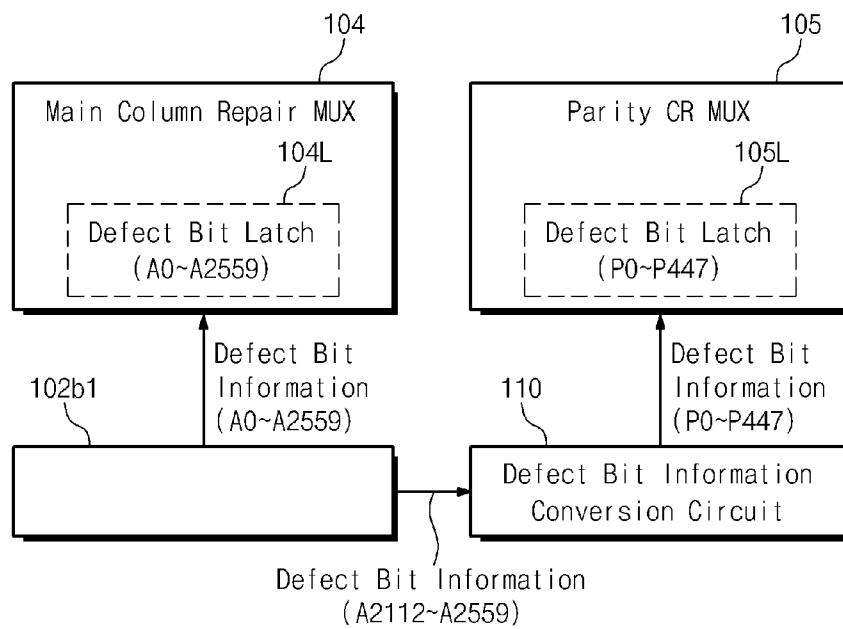 104
105
Main Column Repair MUX
Parity CR MUX
104L
105L
Defect Bit Latch
(A0~A2559)
Defect Bit Latch
(P0~P447)
Defect Bit
Information
(A0~A2559)
Defect Bit
Information
(P0~P447)
102b1
110
Defect Bit Information
Conversion Circuit
Defect Bit Information
(A2112~A2559)